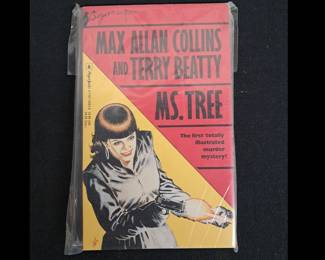 MAX ALLAN COLLINS
AND TERRY BEATTY
MS. TREE
The first totally
illustrated
murder
mystery!